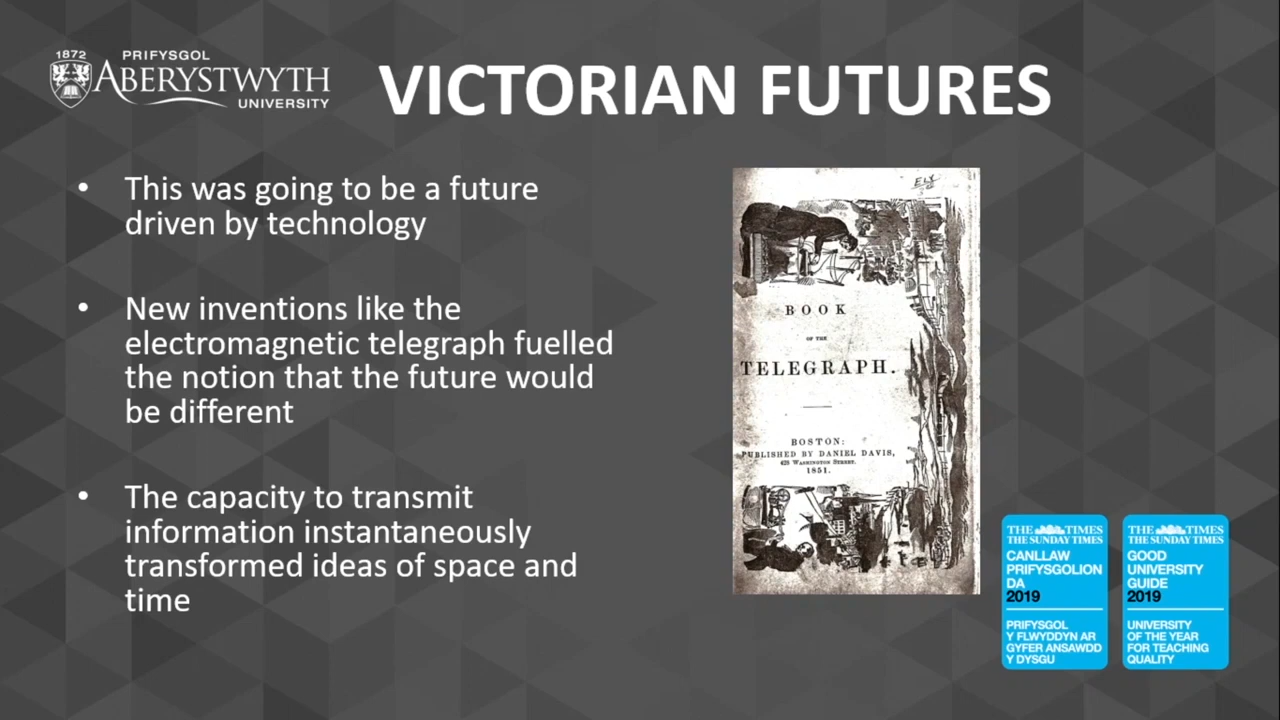 1872
PRIFYSGOL
ABERYSTWYTH
UNIVERSITY
VICTORIAN FUTURES
• This was going to be a future
driven by technology
• New inventions like the
electromagnetic telegraph fuelled
the notion that the future would
be different
• The capacity to transmit
information instantaneously
transformed ideas of space and
time
ELY
BOOK
OF THE
TELEGRAPH.
BOSTON:
PUBLISHED BY DANIEL DAVIS,
428 WASHINGTON STREET.
1851.
THE TIMES
THE SUNDAY TIMES
CANLLAW
PRIFYSGOLION
DA
2019
PRIFYSGOL
Y FLWYDDYN AR
GYFER ANSAWDD
Y DYSGU
THE TIMES
THE SUNDAY TIMES
GOOD
UNIVERSITY
GUIDE
2019
UNIVERSITY
OF THE YEAR
FOR TEACHING
QUALITY